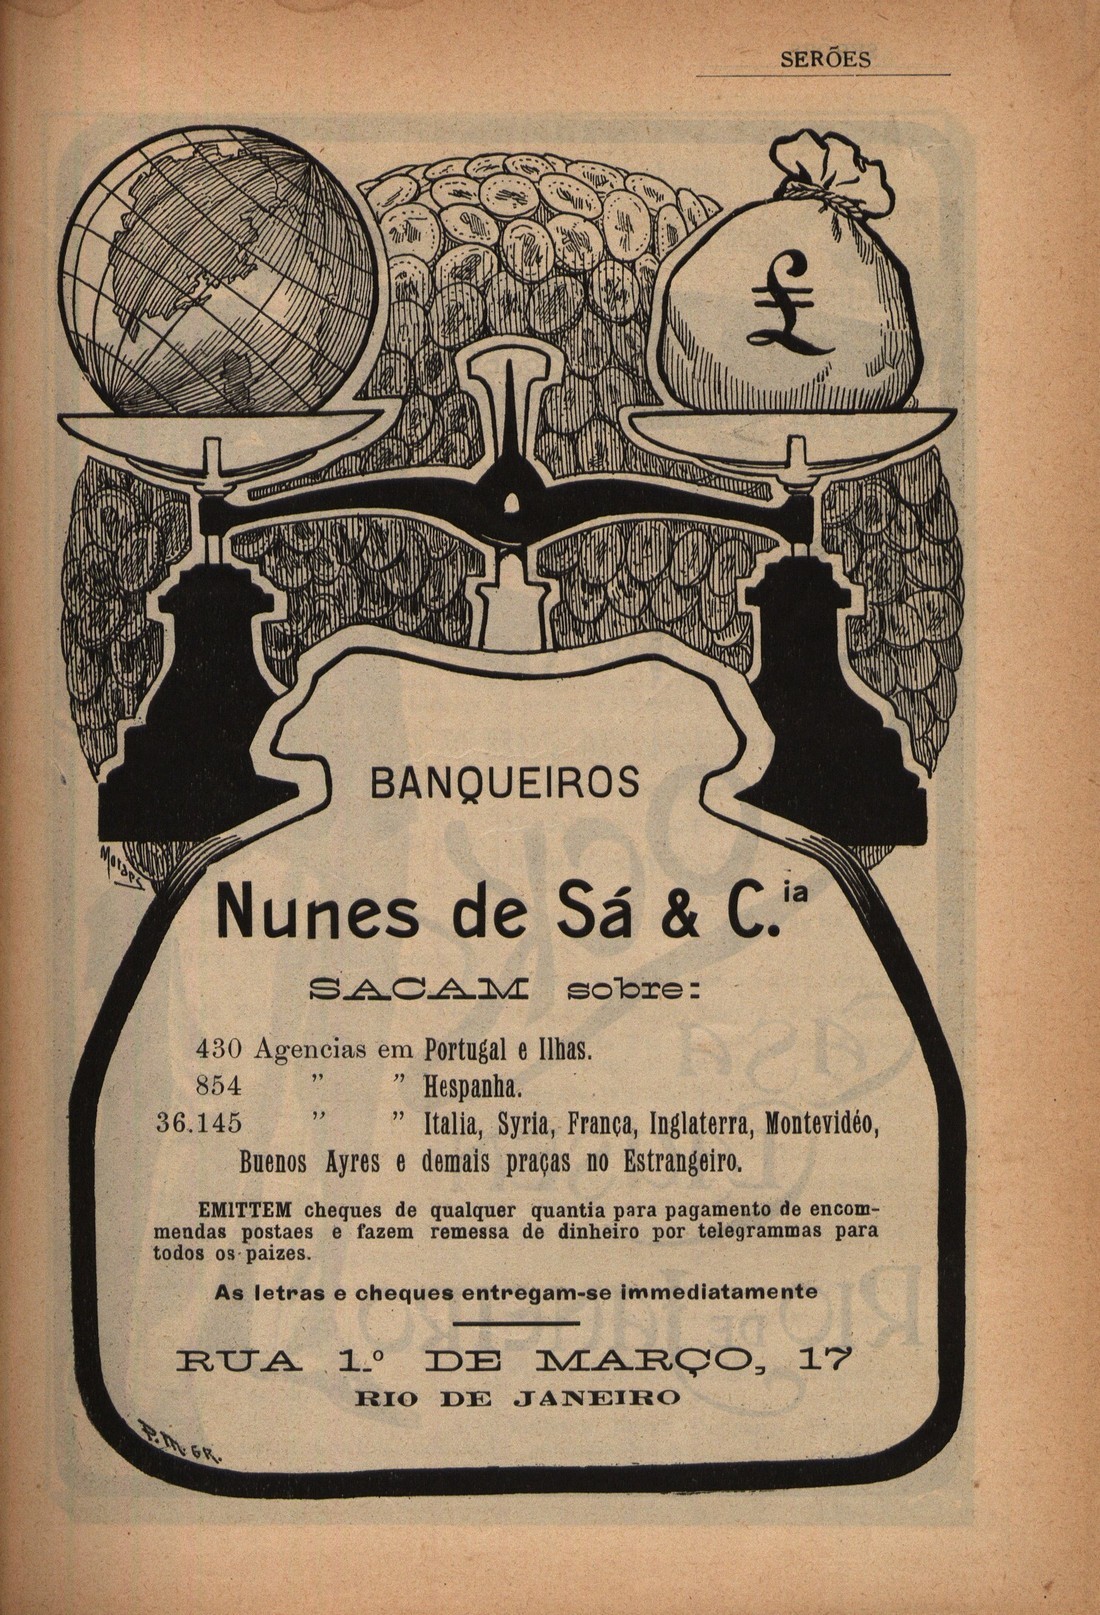 SERÕES
£
BANQUEIROS
Nunes de Sá & C.ia
SACAM sobre:
430 Agencias em Portugal e Ilhas.
854 ” ” Hespanha.
36.145 ” ” Italia, Syria, França, Inglaterra, Montevidéo,
Buenos Ayres e demais praças no Estrangeiro.
EMITTEM cheques de qualquer quantia para pagamento de encom-
mendas postaes e fazem remessa de dinheiro por telegrammas para
todos os paizes.
As letras e cheques entregam-se immediatamente
RUA 1.º DE MARÇO, 17
RIO DE JANEIRO
P. M. GR.